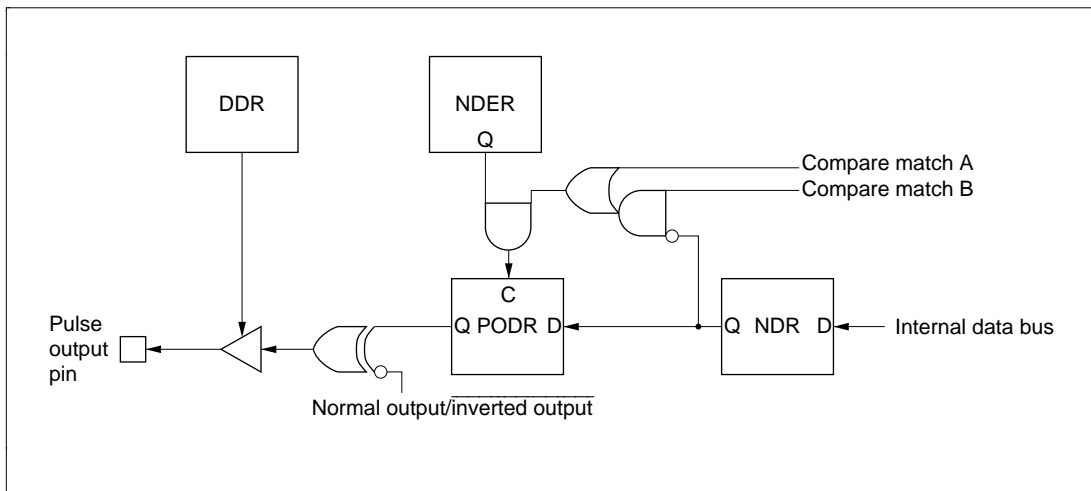 DDR
NDER
Q
Compare match A
Compare match B
C
Q PODR D
Q NDR D
Internal data bus
Pulse
output
pin
Normal output/inverted output